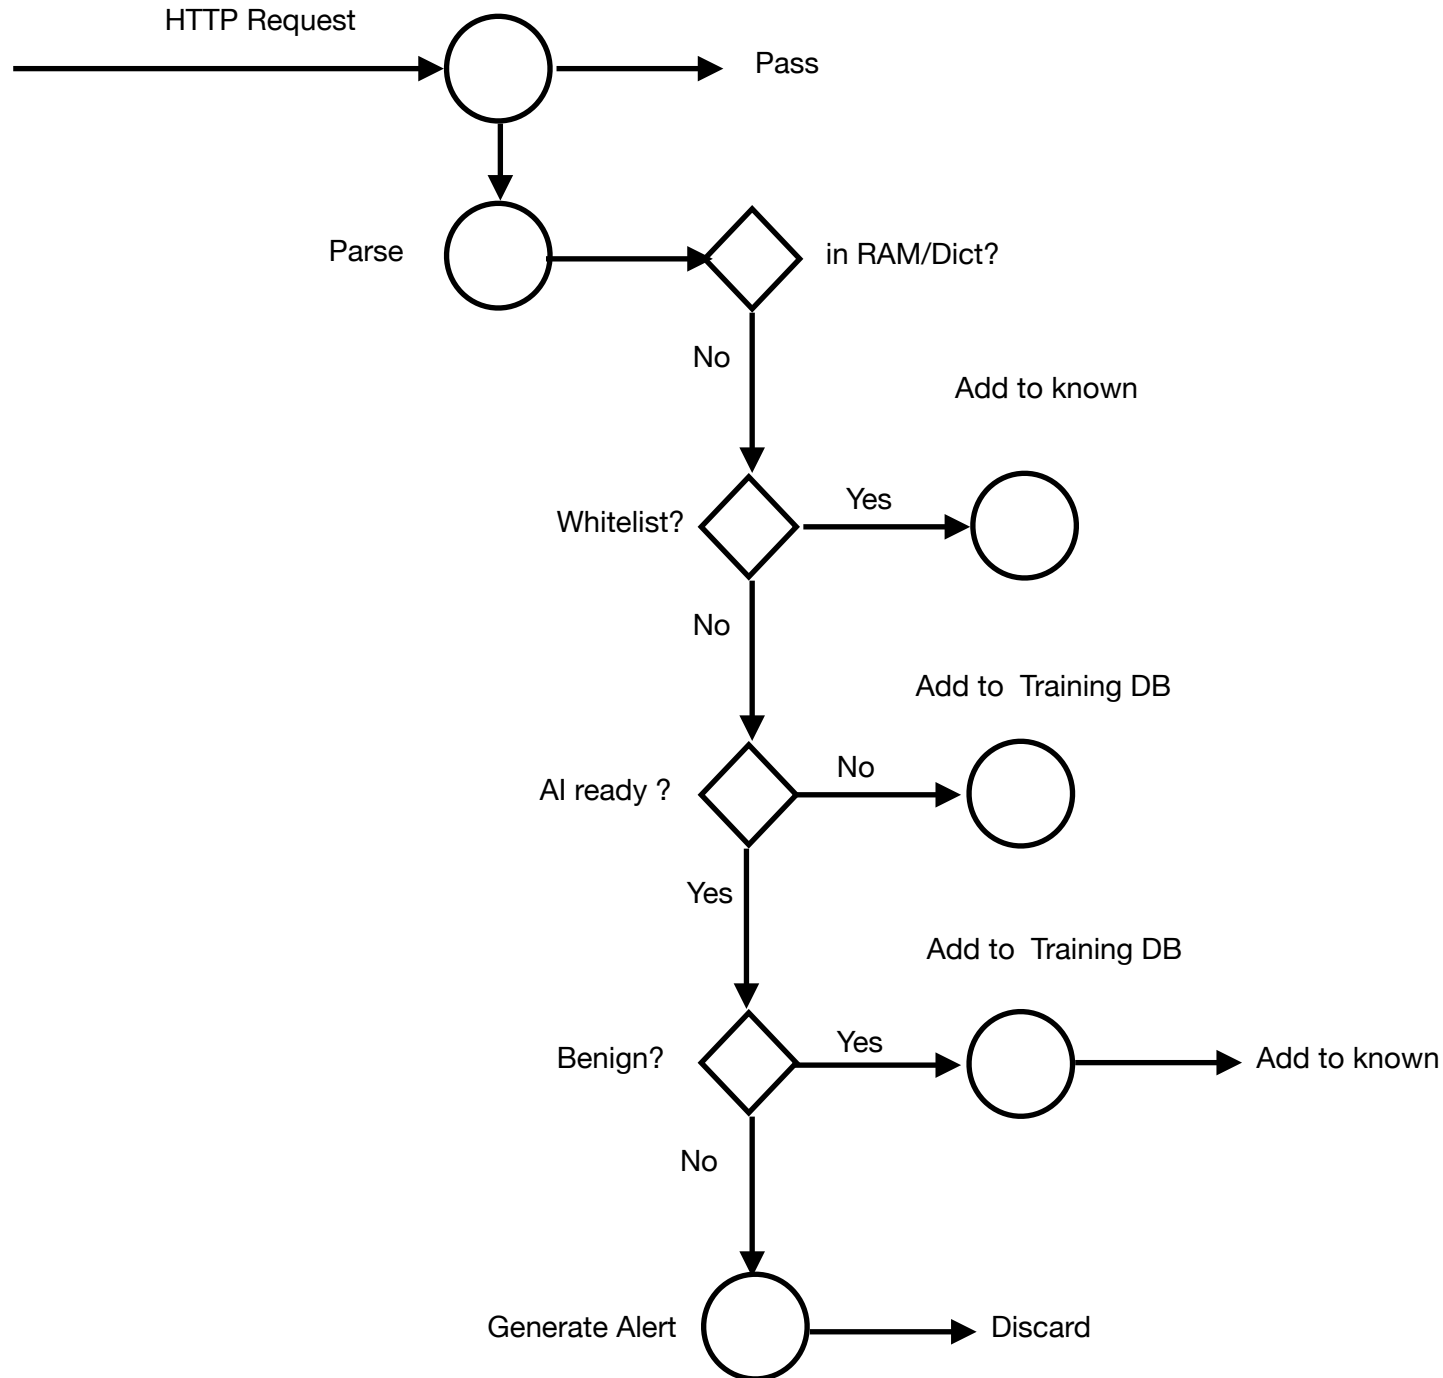 HTTP Request
Pass
Parse
in RAM/Dict?
No
Add to known
Whitelist?
Yes
No
Add to  Training DB
AI ready ?
No
Yes
Add to  Training DB
Benign?
Yes
Add to known
No
Generate Alert
Discard